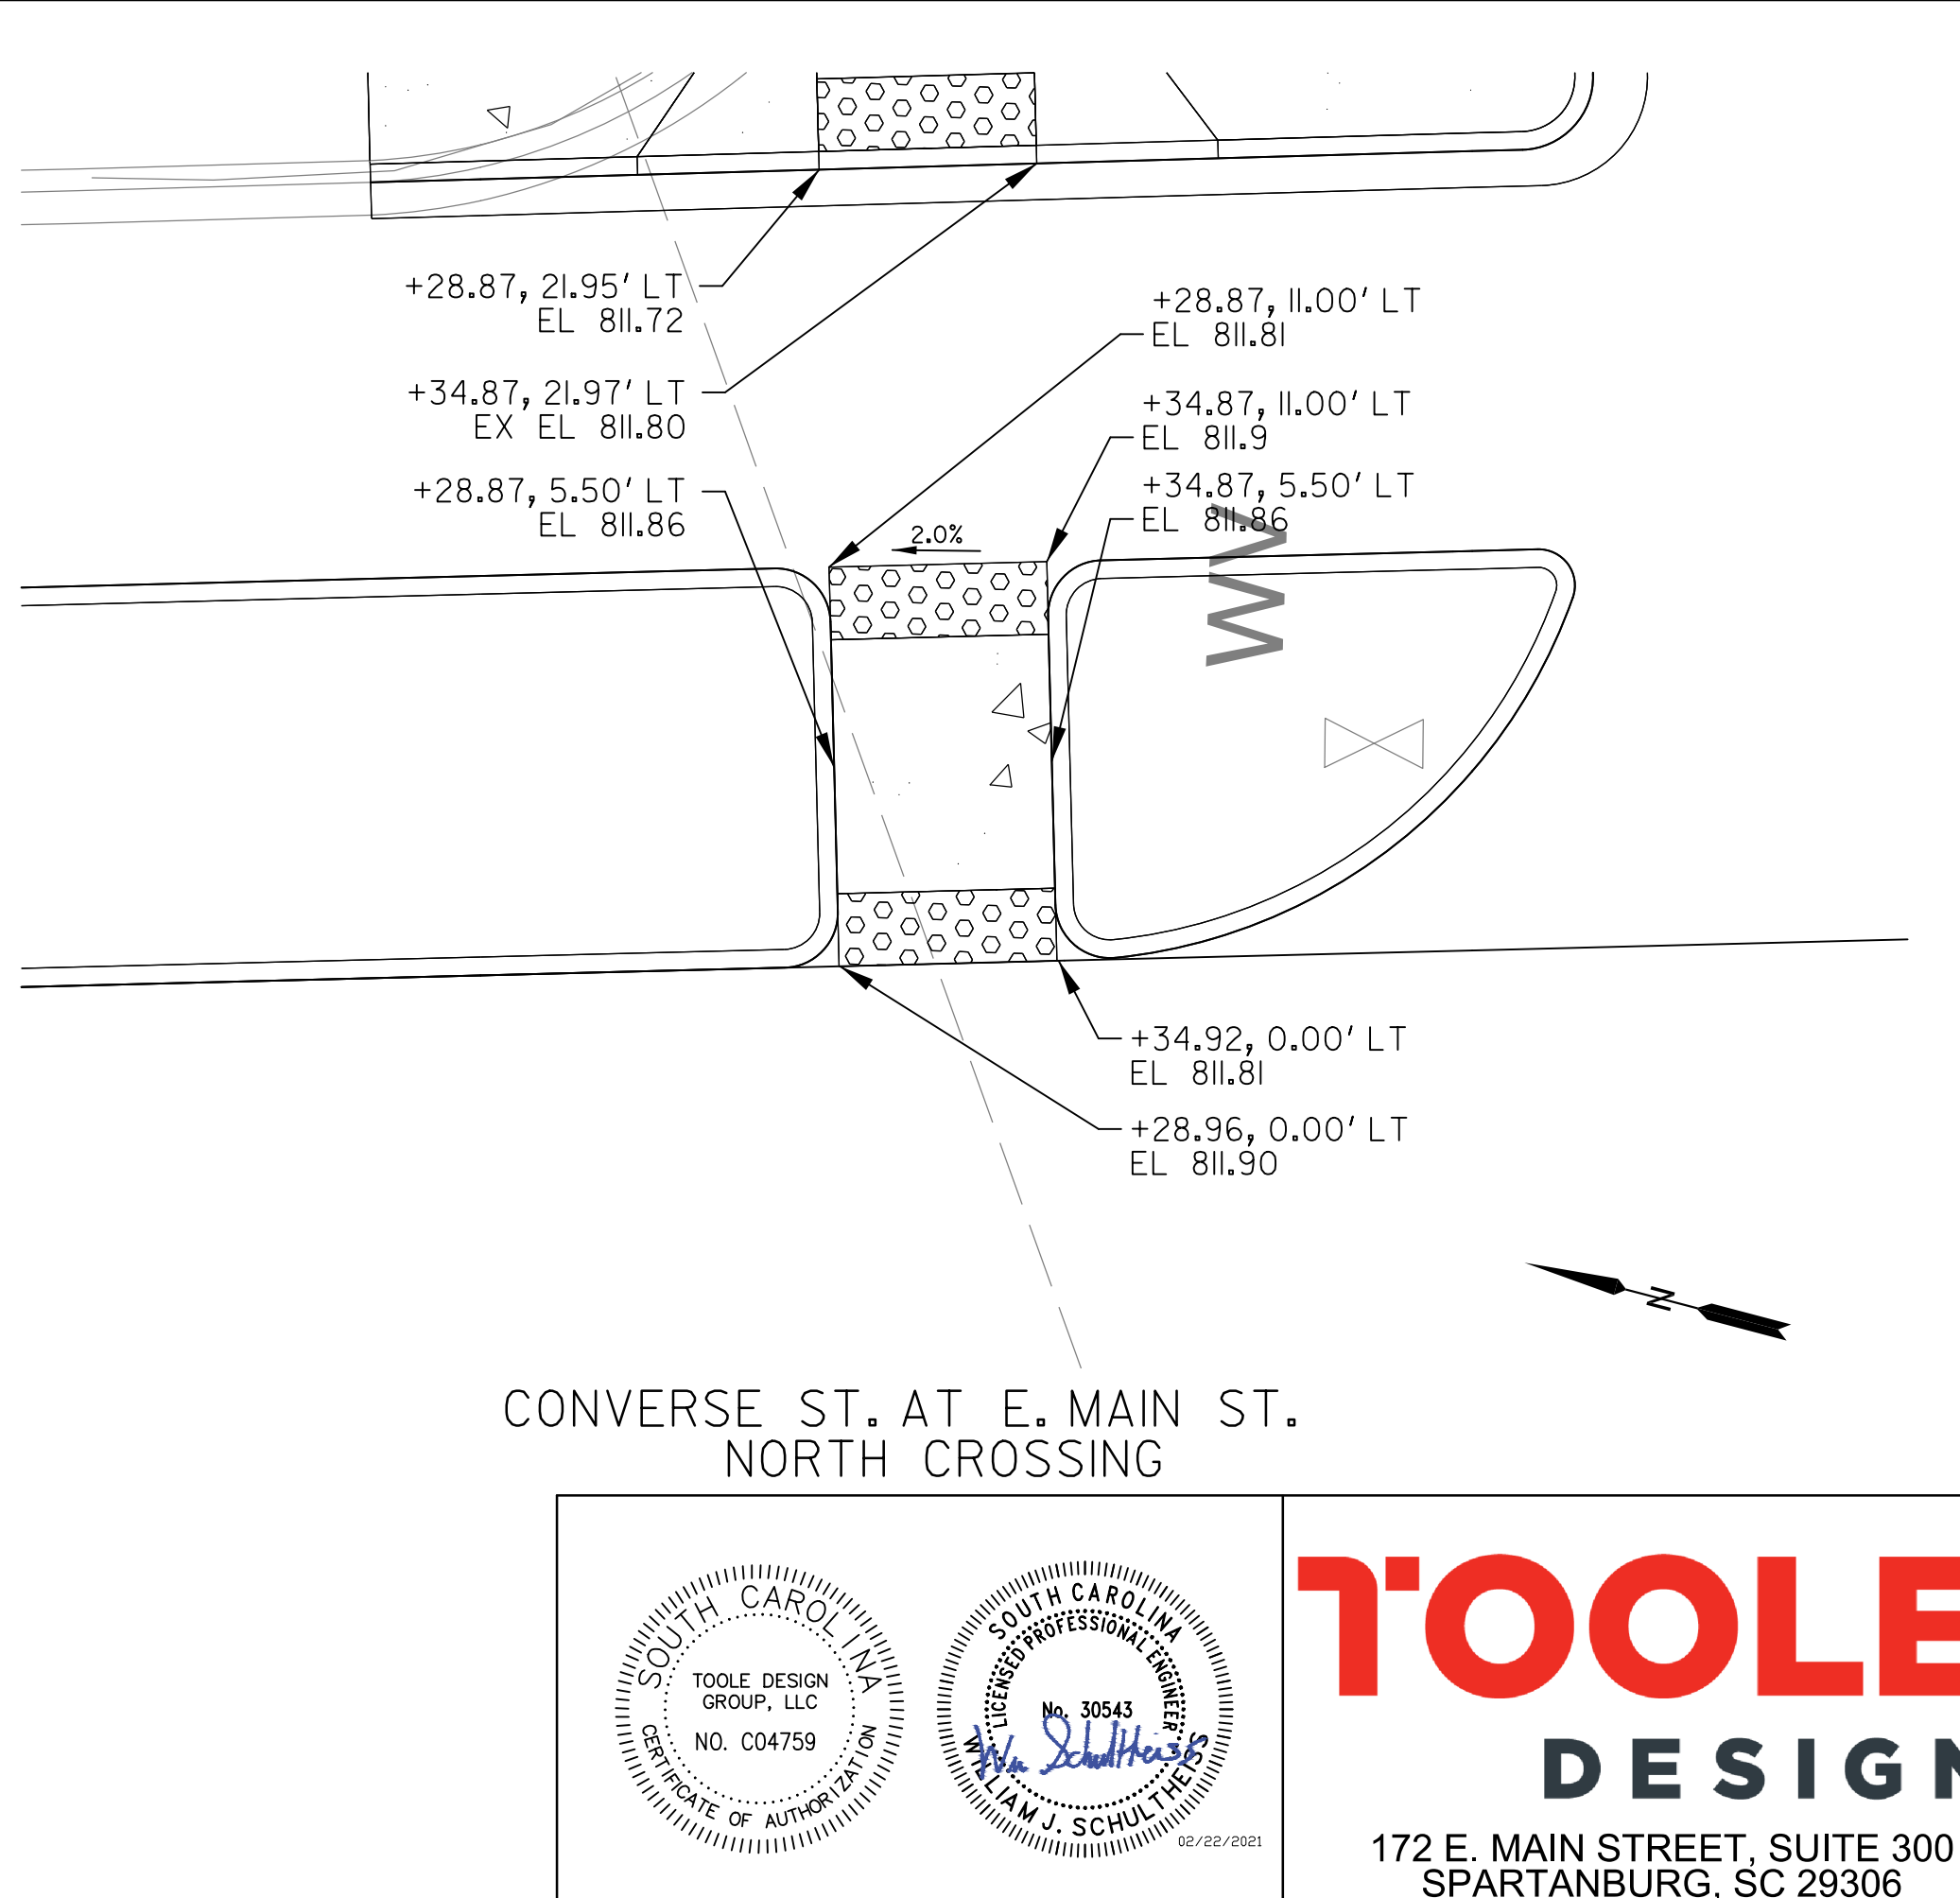 +28.87, 21.95' LT
EL 811.72
+34.87, 21.97' LT
EX EL 811.80
+28.87, 5.50' LT
EL 811.86
+28.87, 11.00' LT
EL 811.81
+34.87, 11.00' LT
EL 811.9
+34.87, 5.50' LT
EL 811.86
WV
2.0%
+34.92, 0.00' LT
EL 811.81
+28.96, 0.00' LT
EL 811.90
N
CONVERSE ST. AT E. MAIN ST.
NORTH CROSSING
SOUTH CAROLINA
TOOLE DESIGN
GROUP, LLC
NO. C04759
CERTIFICATE OF AUTHORIZATION
SOUTH CAROLINA
LICENSED PROFESSIONAL ENGINEER
No. 30543
Wm Schultheiss
WILLIAM J. SCHULTHEISS
02/22/2021
TOOLE
DESIGN
172 E. MAIN STREET, SUITE 300
SPARTANBURG, SC 29306